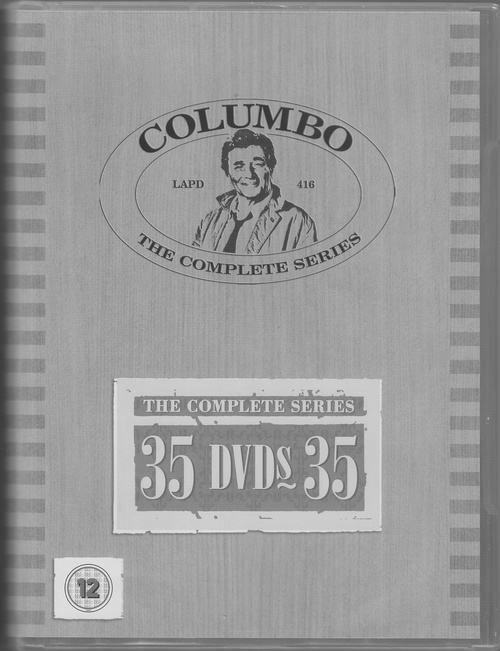 COLUMBO
LAPD 416
THE COMPLETE SERIES
THE COMPLETE SERIES
35 DVDs 35
12